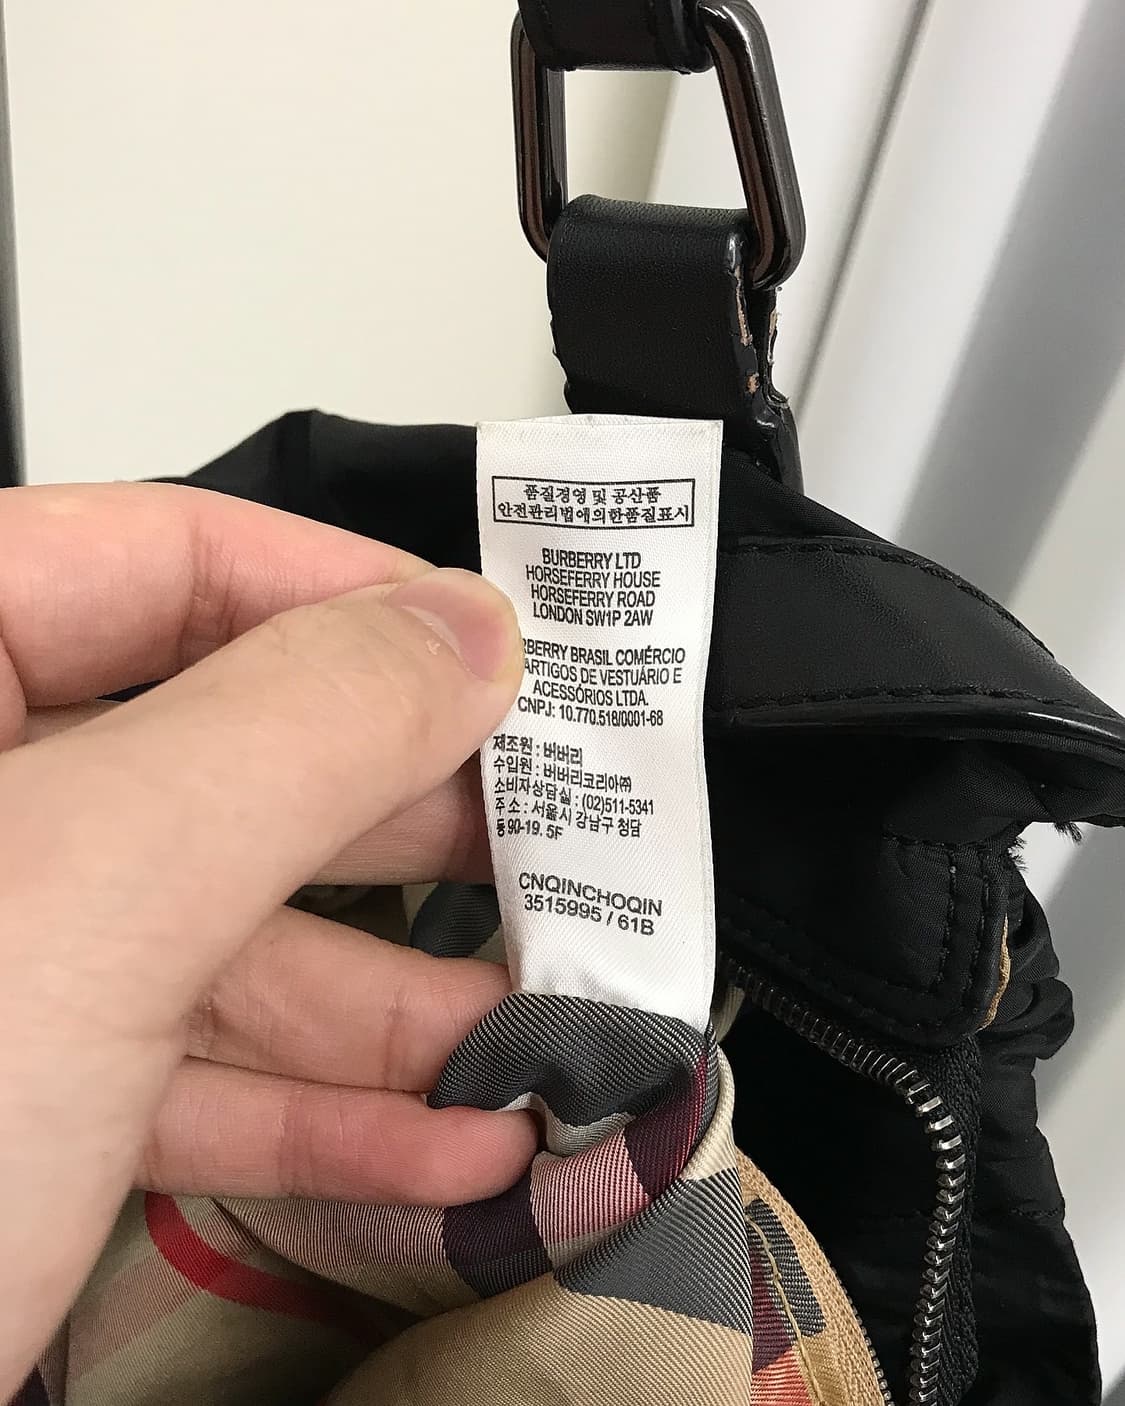 품질경영 및 공산품
안전관리법에의한품질표시
BURBERRY LTD
HORSEFERRY HOUSE
HORSEFERRY ROAD
LONDON SW1P 2AW
BRASIL COMÉRCIO
ARTIGOS DE VESTUÁRIO E
ACESSÓRIOS LTDA.
CNPJ: 10.770.518/0001-68
제조원 : 버버리
수입원 : 버버리코리아㈜
소비자상담실 : (02)511-5341
주 소 : 서울시 강남구 청담
동 90-19. 5F
CNQINCHOQIN
3515995 / 61B